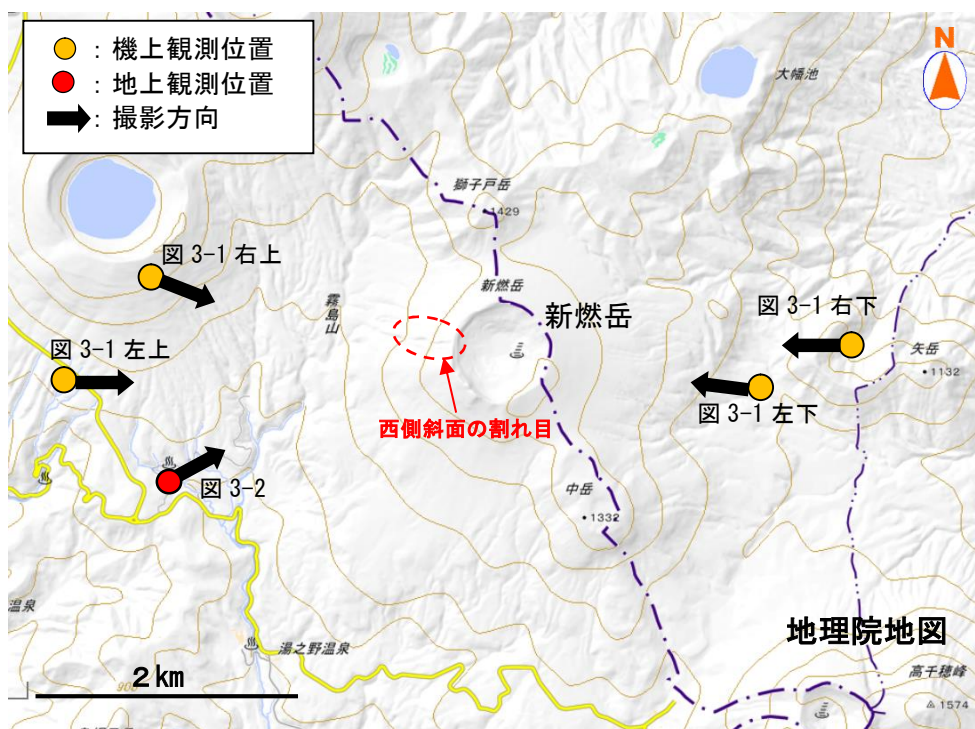 ：機上観測位置
：地上観測位置
：撮影方向
N
大幡池
獅子戸岳
1429
図 3-1 右上
新燃岳
霧島山
新燃岳
図 3-1 右下
図 3-1 左上
矢岳
1132
図 3-1 左下
西側斜面の割れ目
図 3-2
中岳
1332
温泉
湯之野温泉
地理院地図
２㎞
900
高千穂峰
1574